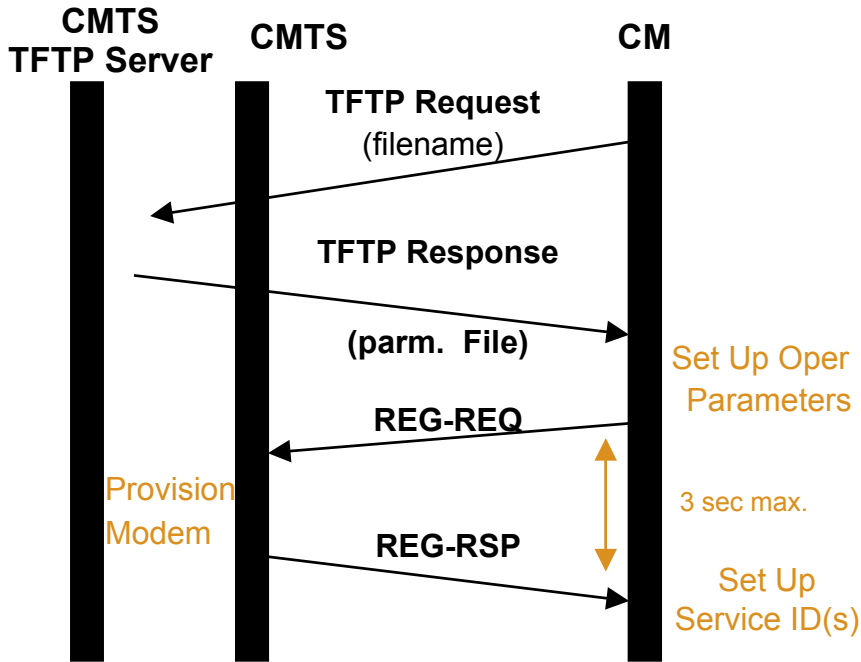 CMTS
TFTP Server
CMTS
CM
TFTP Request
(filename)
TFTP Response
(parm. File)
Set Up Oper
Parameters
REG-REQ
Provision
Modem
3 sec max.
REG-RSP
Set Up
Service ID(s)